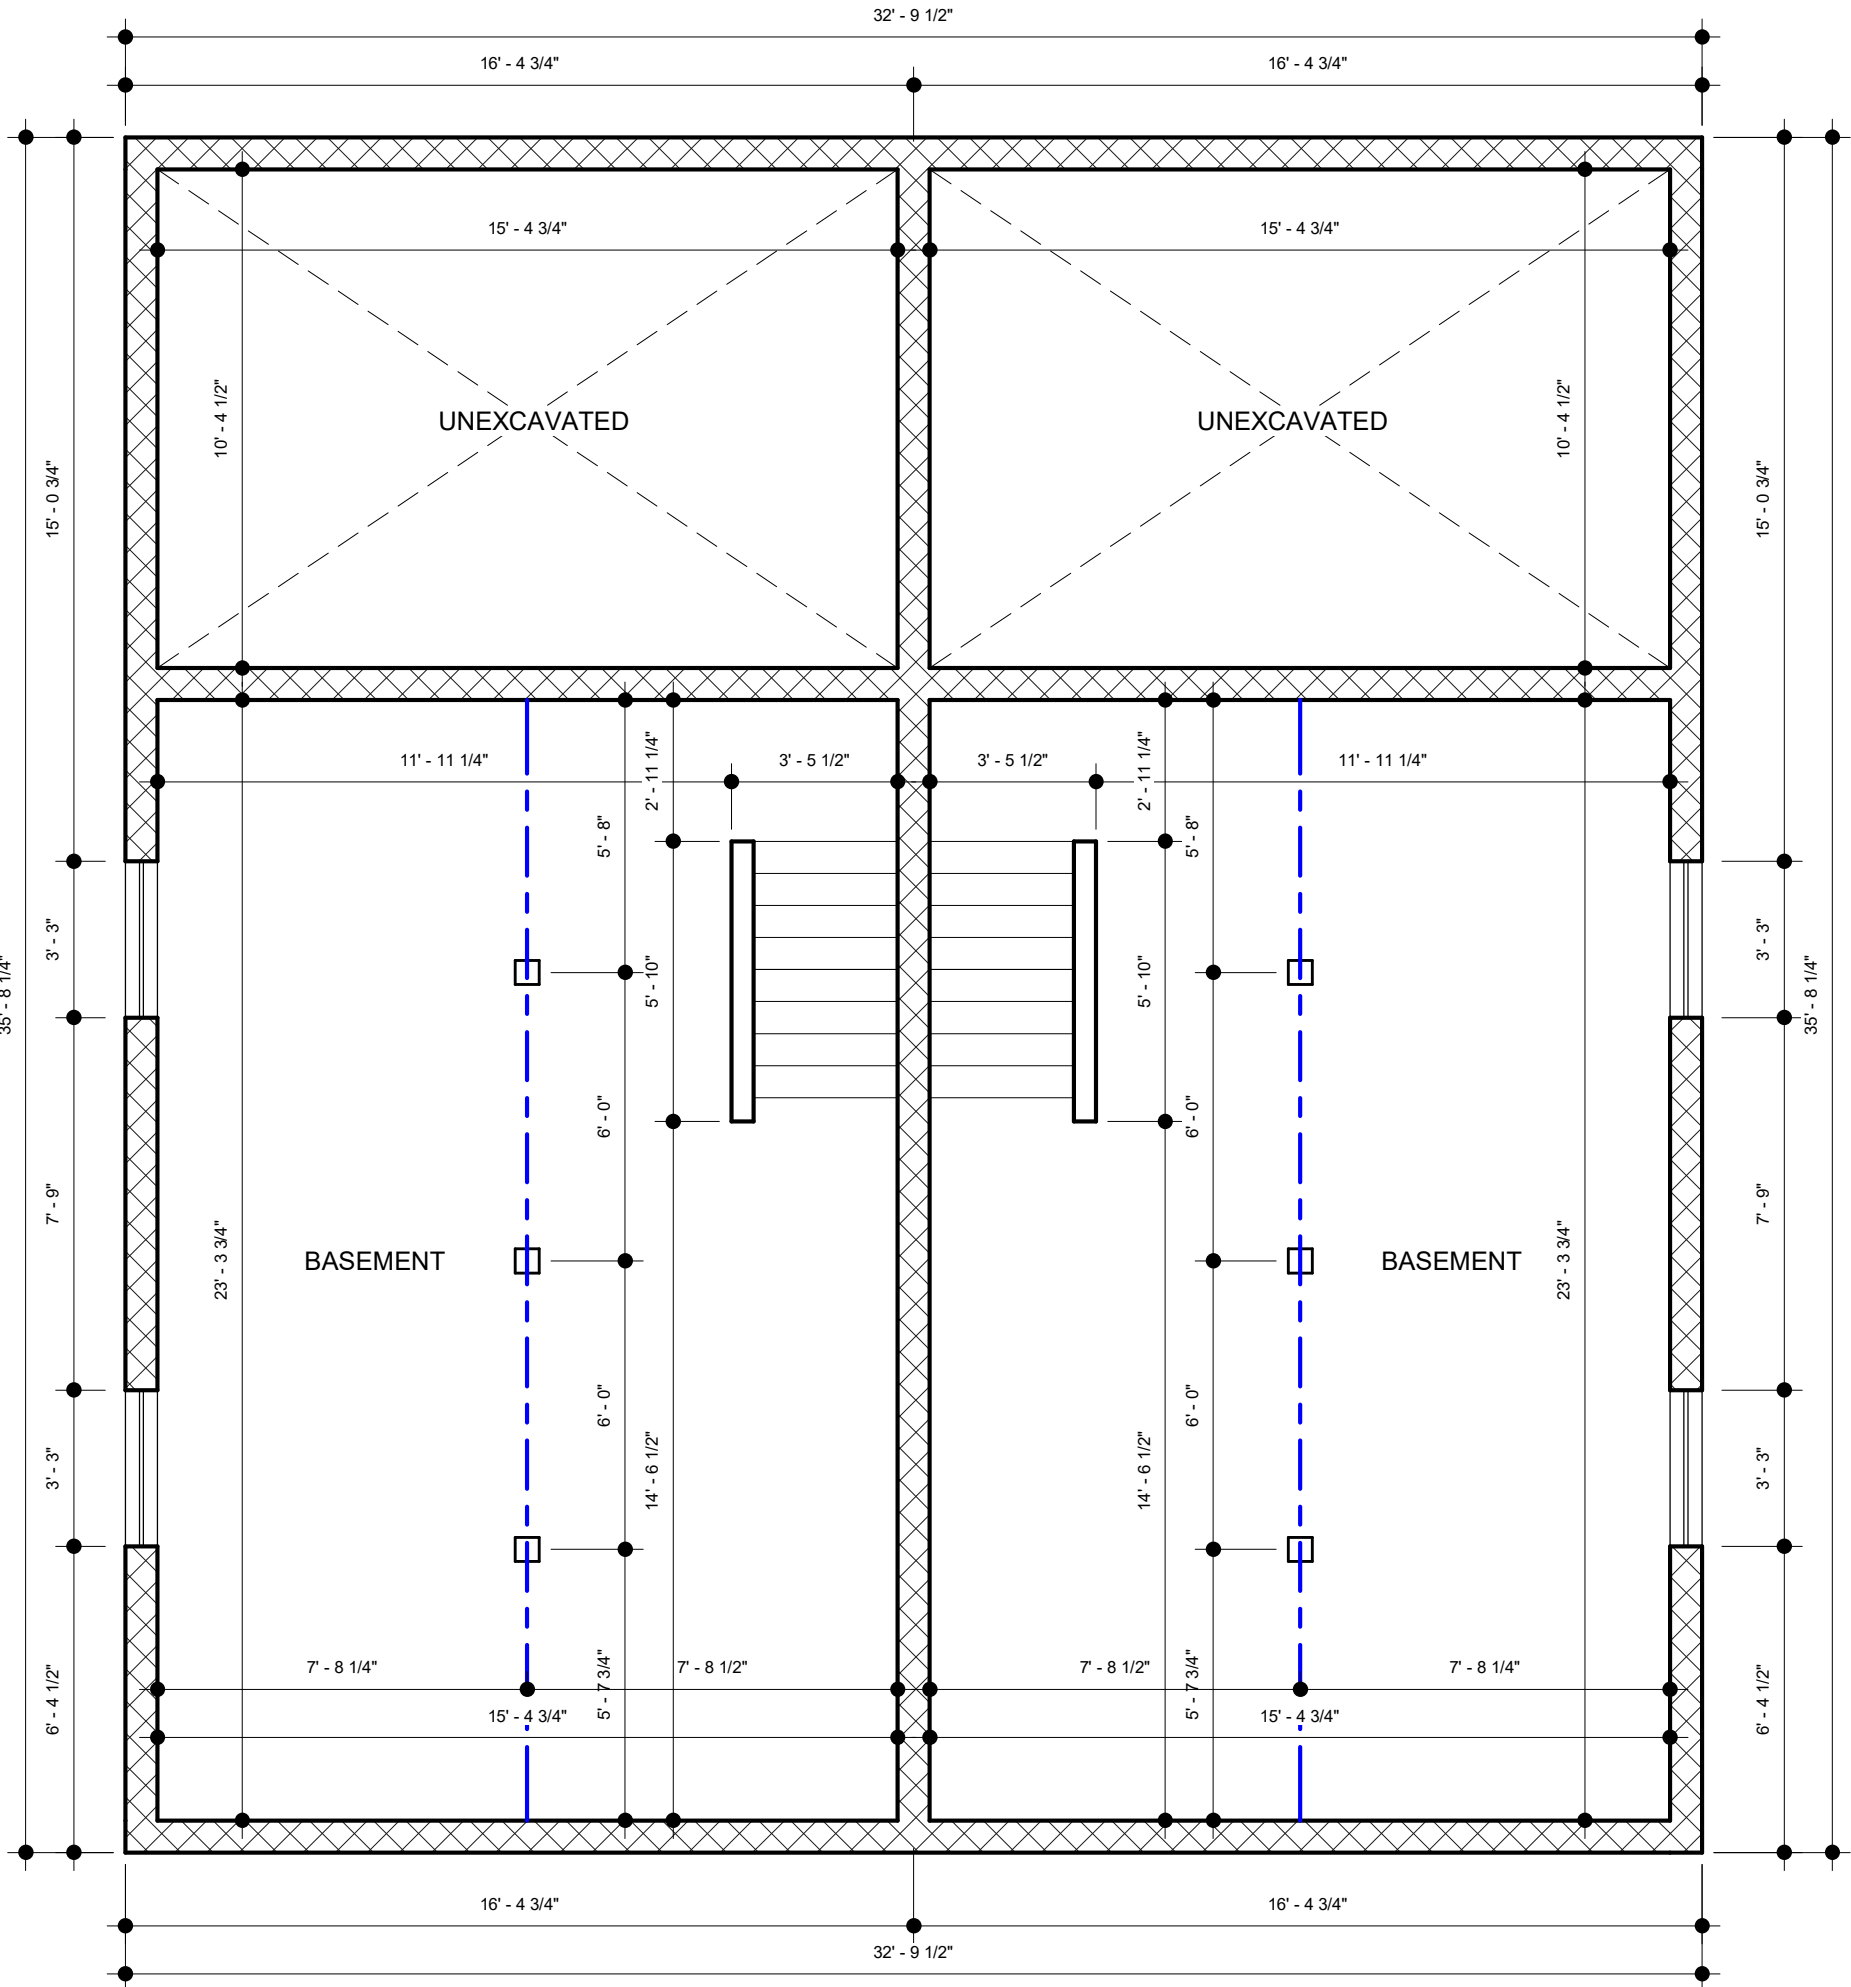 32' - 9 1/2"
16' - 4 3/4"
16' - 4 3/4"
15' - 4 3/4"
15' - 4 3/4"
10' - 4 1/2"
10' - 4 1/2"
UNEXCAVATED
UNEXCAVATED
15' - 0 3/4"
15' - 0 3/4"
11' - 11 1/4"
2' - 11 1/4"
3' - 5 1/2"
3' - 5 1/2"
2' - 11 1/4"
11' - 11 1/4"
5' - 8"
5' - 8"
35' - 8 1/4"
3' - 3"
5' - 10"
5' - 10"
3' - 3"
35' - 8 1/4"
6' - 0"
6' - 0"
7' - 9"
7' - 9"
23' - 3 3/4"
BASEMENT
BASEMENT
23' - 3 3/4"
6' - 0"
6' - 0"
3' - 3"
14' - 6 1/2"
14' - 6 1/2"
3' - 3"
7' - 8 1/4"
7' - 8 1/2"
7' - 8 1/2"
7' - 8 1/4"
6' - 4 1/2"
5' - 7 3/4"
5' - 7 3/4"
6' - 4 1/2"
15' - 4 3/4"
15' - 4 3/4"
16' - 4 3/4"
16' - 4 3/4"
32' - 9 1/2"